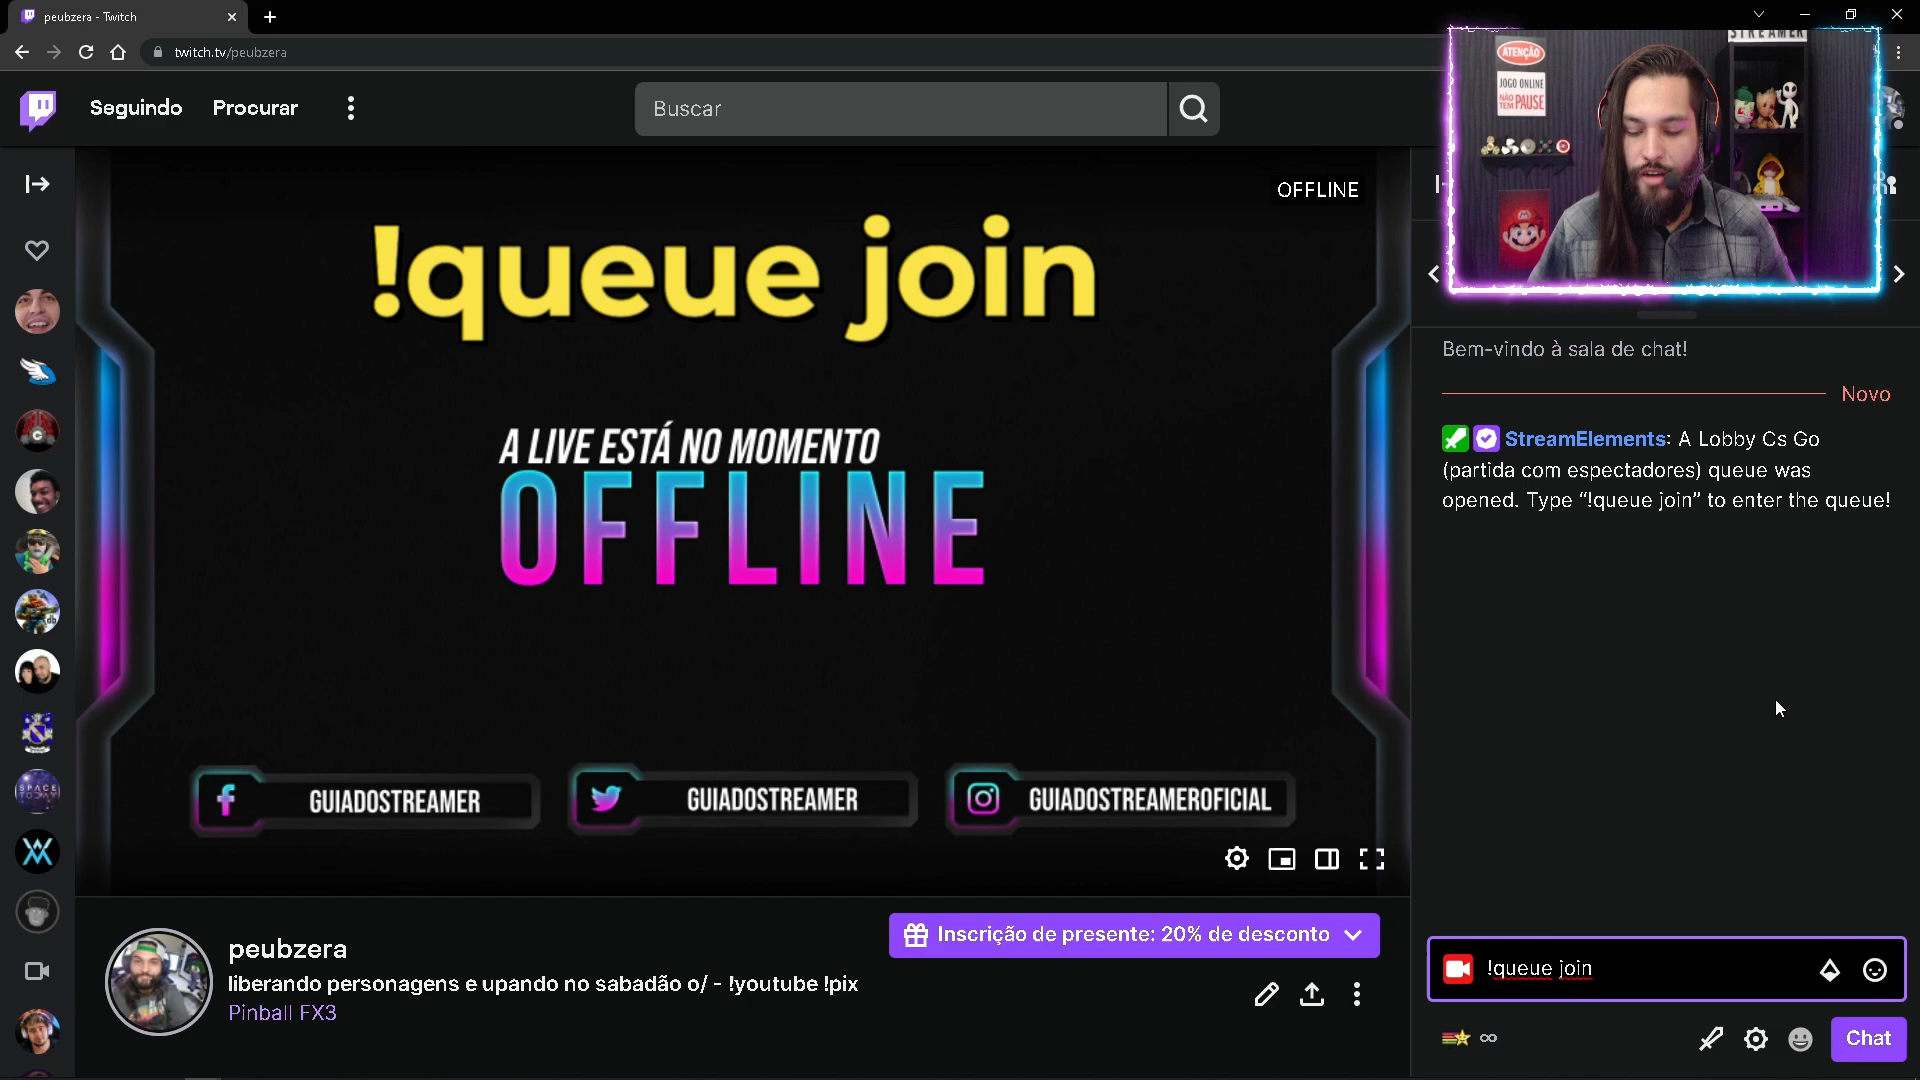 peubzera - Twitch
twitch.tv/peubzera
Seguindo
Procurar
Buscar
STREAMER
ATENÇÃO
JOGO ONLINE
NÃO TEM PAUSE
OFFLINE
!queue join
A LIVE ESTÁ NO MOMENTO
OFFLINE
GUIADOSTREAMER
GUIADOSTREAMER
GUIADOSTREAMEROFICIAL
Bem-vindo à sala de chat!
Novo
StreamElements: A Lobby Cs Go
(partida com espectadores) queue was
opened. Type “!queue join” to enter the queue!
SPACE
TODAY
peubzera
liberando personagens e upando no sabadão o/ - !youtube !pix
Pinball FX3
Inscrição de presente: 20% de desconto
!queue join
∞
Chat